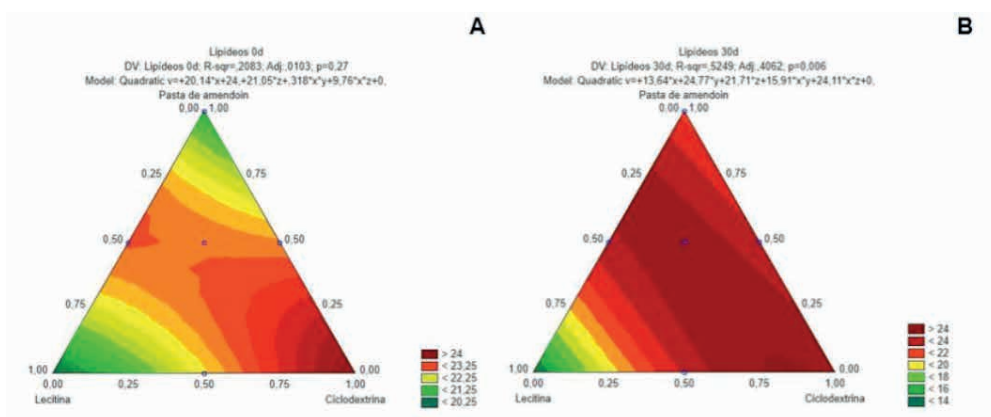 A
Lipídeos 0d
DV: Lipídeos 0d; R-sqr=,2083; Adj:,0103; p=0,27
Model: Quadratic v=+20,14*x+24,+21,05*z+,318*x*y+9,76*x*z+0,
Pasta de amendoin
0,00 1,00
0,25 0,75
0,50 0,50
0,75 0,25
1,00 0,00
0,00 0,25 0,50 0,75 1,00
Lecitina Ciclodextrina
> 24
< 23,25
< 22,25
< 21,25
< 20,25
B
Lipídeos 30d
DV: Lipídeos 30d; R-sqr=,5249; Adj:,4062; p=0,006
Model: Quadratic v=+13,64*x+24,77*y+21,71*z+15,91*x*y+24,11*x*z+0,
Pasta de amendoin
0,00 1,00
0,25 0,75
0,50 0,50
0,75 0,25
1,00 0,00
0,00 0,25 0,50 0,75 1,00
Lecitina Ciclodextrina
> 24
< 24
< 22
< 20
< 18
< 16
< 14